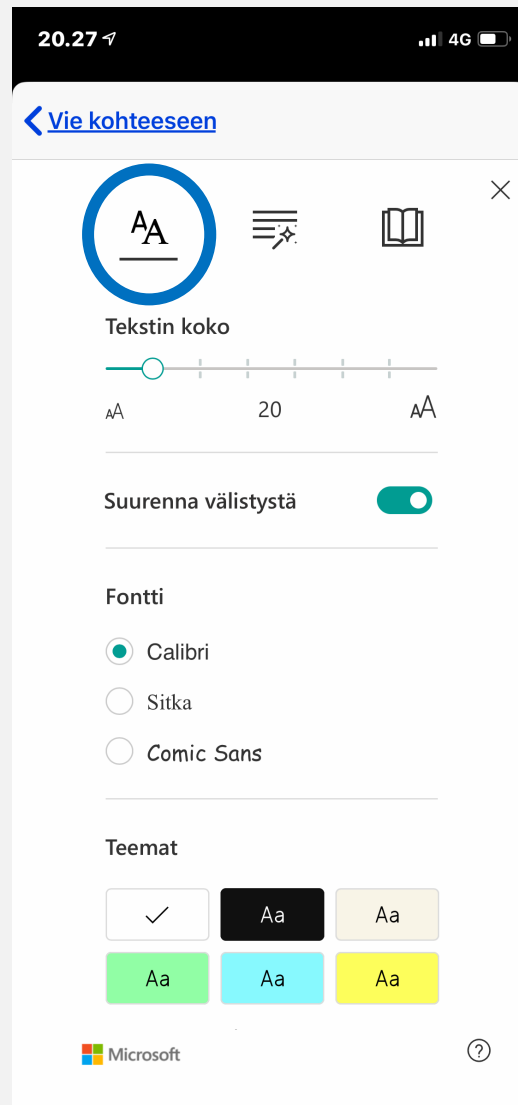 20.27
4G
Vie kohteeseen
AA
Tekstin koko
AA 20 AA
Suurenna välistystä
Fontti
Calibri
Sitka
Comic Sans
Teemat
Aa Aa
Aa Aa Aa
Microsoft
?